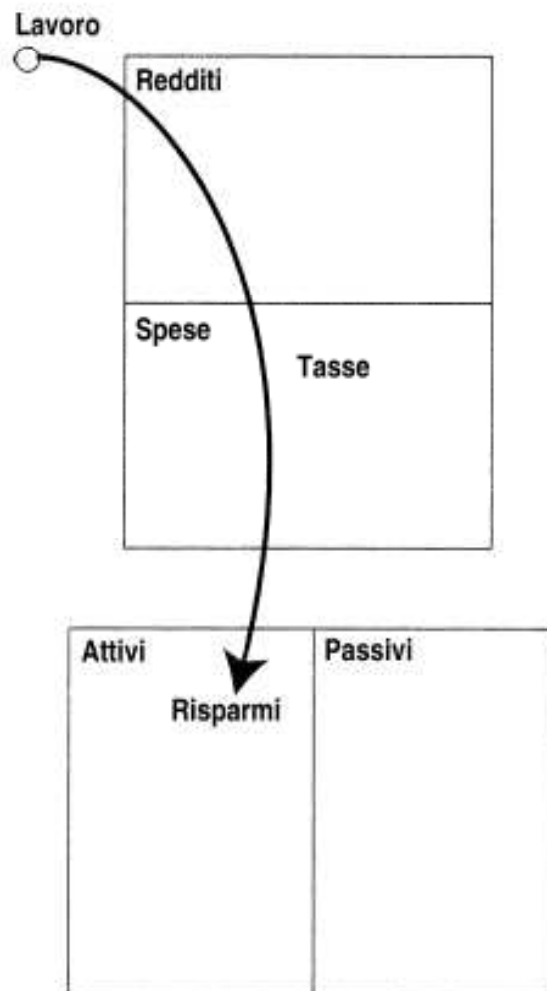 Lavoro
Redditi
Spese
Tasse
Attivi
Passivi
Risparmi